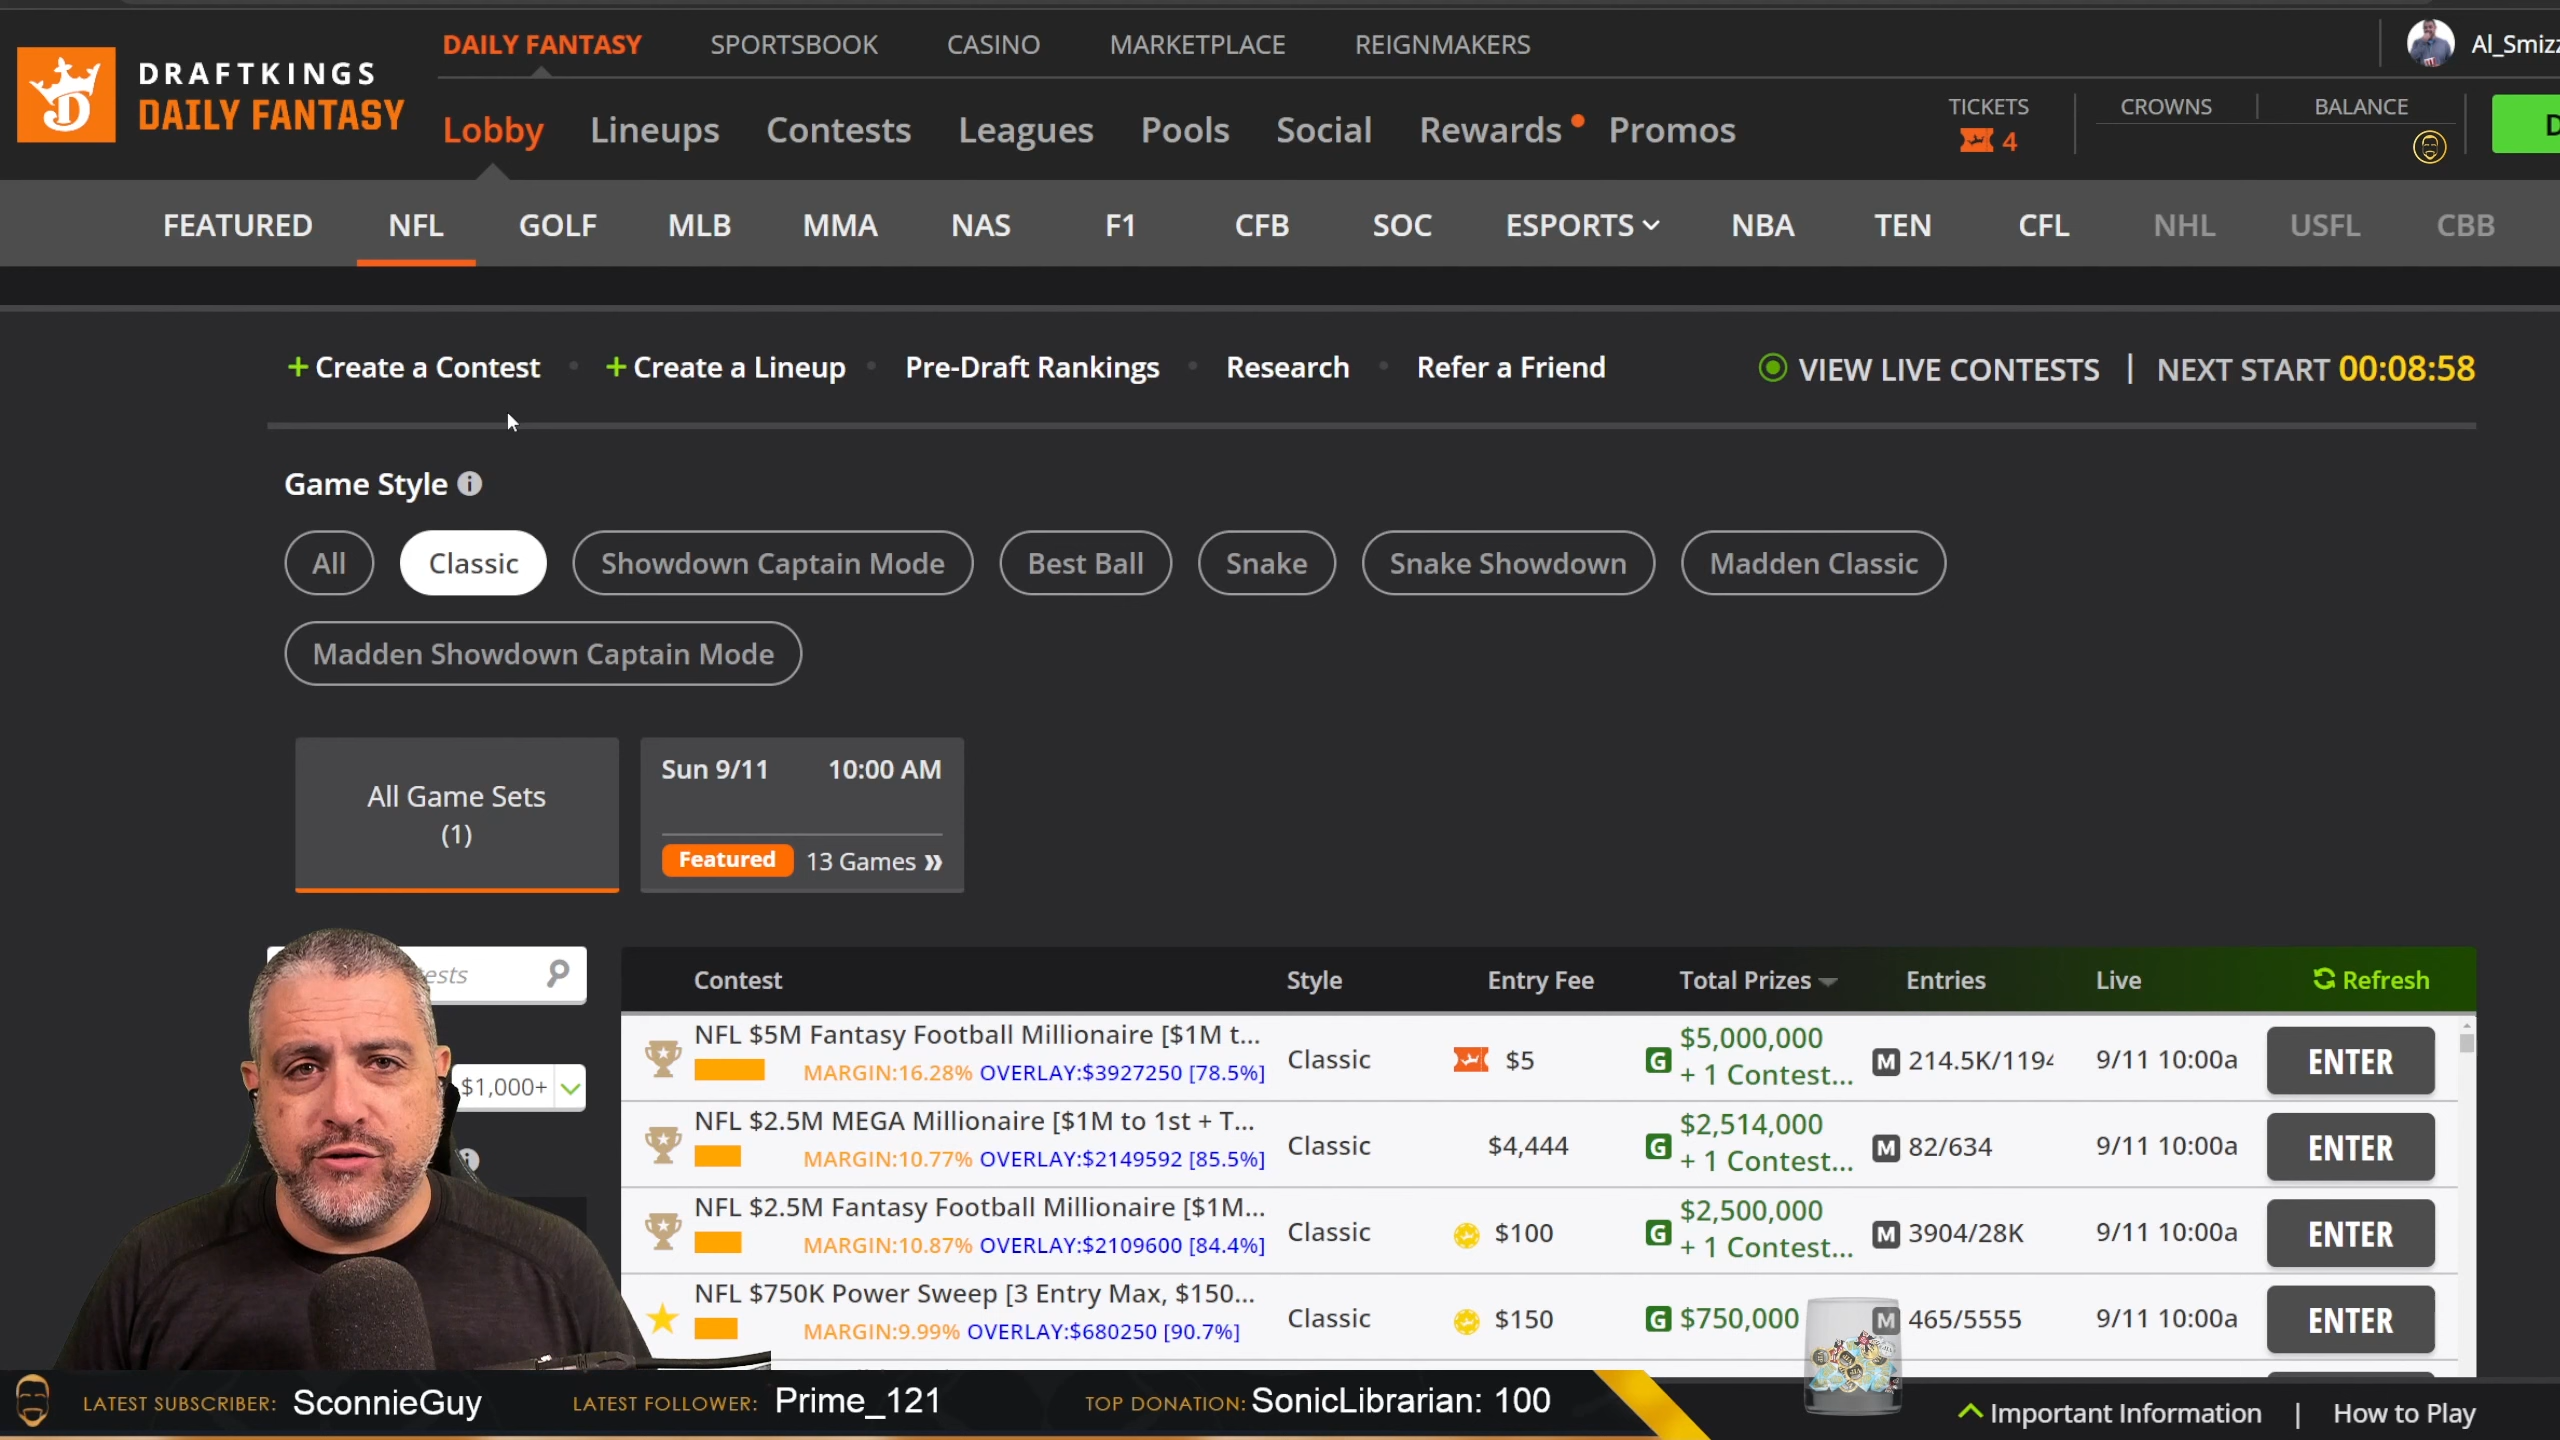 DAILY FANTASY SPORTSBOOK CASINO MARKETPLACE REIGNMAKERS
DRAFTKINGS
DAILY FANTASY
Lobby Lineups Contests Leagues Pools Social Rewards Promos
TICKETS CROWNS BALANCE
4
FEATURED NFL GOLF MLB MMA NAS F1 CFB SOC ESPORTS NBA TEN CFL NHL USFL CBB
+ Create a Contest • + Create a Lineup • Pre-Draft Rankings • Research • Refer a Friend
VIEW LIVE CONTESTS | NEXT START 00:08:58
Game Style
All Classic Showdown Captain Mode Best Ball Snake Snake Showdown Madden Classic
Madden Showdown Captain Mode
All Game Sets
(1)
Sun 9/11 10:00 AM
Featured 13 Games »
$1,000+
Contest Style Entry Fee Total Prizes Entries Live Refresh
NFL $5M Fantasy Football Millionaire [$1M t...
MARGIN:16.28% OVERLAY:$3927250 [78.5%]
Classic $5 G $5,000,000
+ 1 Contest...
M 214.5K/1194 9/11 10:00a ENTER
NFL $2.5M MEGA Millionaire [$1M to 1st + T...
MARGIN:10.77% OVERLAY:$2149592 [85.5%]
Classic $4,444 G $2,514,000
+ 1 Contest...
M 82/634 9/11 10:00a ENTER
NFL $2.5M Fantasy Football Millionaire [$1M...
MARGIN:10.87% OVERLAY:$2109600 [84.4%]
Classic $100 G $2,500,000
+ 1 Contest...
M 3904/28K 9/11 10:00a ENTER
NFL $750K Power Sweep [3 Entry Max, $150...
MARGIN:9.99% OVERLAY:$680250 [90.7%]
Classic $150 G $750,000 M 465/5555 9/11 10:00a ENTER
LATEST SUBSCRIBER: SconnieGuy LATEST FOLLOWER: Prime_121 TOP DONATION: SonicLibrarian: 100
Important Information | How to Play